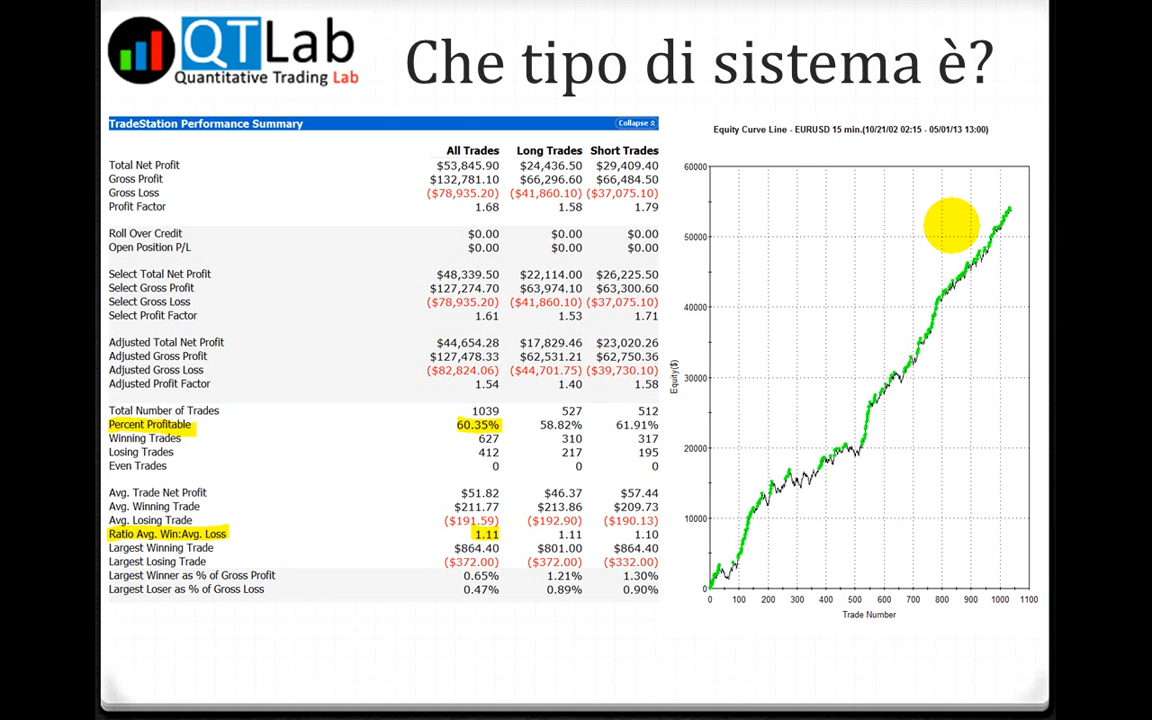 QTLab
Quantitative Trading Lab
Che tipo di sistema è?
TradeStation Performance Summary Collapse
All Trades Long Trades Short Trades
Total Net Profit $53,845.90 $24,436.50 $29,409.40
Gross Profit $132,781.10 $66,296.60 $66,484.50
Gross Loss ($78,935.20) ($41,860.10) ($37,075.10)
Profit Factor 1.68 1.58 1.79
Roll Over Credit $0.00 $0.00 $0.00
Open Position P/L $0.00 $0.00 $0.00
Select Total Net Profit $48,339.50 $22,114.00 $26,225.50
Select Gross Profit $127,274.70 $63,974.10 $63,300.60
Select Gross Loss ($78,935.20) ($41,860.10) ($37,075.10)
Select Profit Factor 1.61 1.53 1.71
Adjusted Total Net Profit $44,654.28 $17,829.46 $23,020.26
Adjusted Gross Profit $127,478.33 $62,531.21 $62,750.36
Adjusted Gross Loss ($82,824.06) ($44,701.75) ($39,730.10)
Adjusted Profit Factor 1.54 1.40 1.58
Total Number of Trades 1039 527 512
Percent Profitable 60.35% 58.82% 61.91%
Winning Trades 627 310 317
Losing Trades 412 217 195
Even Trades 0 0 0
Avg. Trade Net Profit $51.82 $46.37 $57.44
Avg. Winning Trade $211.77 $213.86 $209.73
Avg. Losing Trade ($191.59) ($192.90) ($190.13)
Ratio Avg. Win:Avg. Loss 1.11 1.11 1.10
Largest Winning Trade $864.40 $801.00 $864.40
Largest Losing Trade ($372.00) ($372.00) ($332.00)
Largest Winner as % of Gross Profit 0.65% 1.21% 1.30%
Largest Loser as % of Gross Loss 0.47% 0.89% 0.90%
Equity Curve Line - EURUSD 15 min.(10/21/02 02:15 - 05/01/13 13:00)
60000
50000
40000
30000
20000
10000
0
Equity($)
0 100 200 300 400 500 600 700 800 900 1000 1100
Trade Number